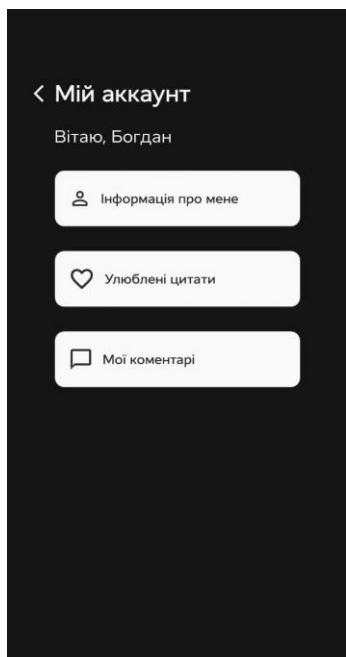 Мій аккаунт
Вітаю, Богдан
Інформація про мене
Улюблені цитати
Мої коментарі